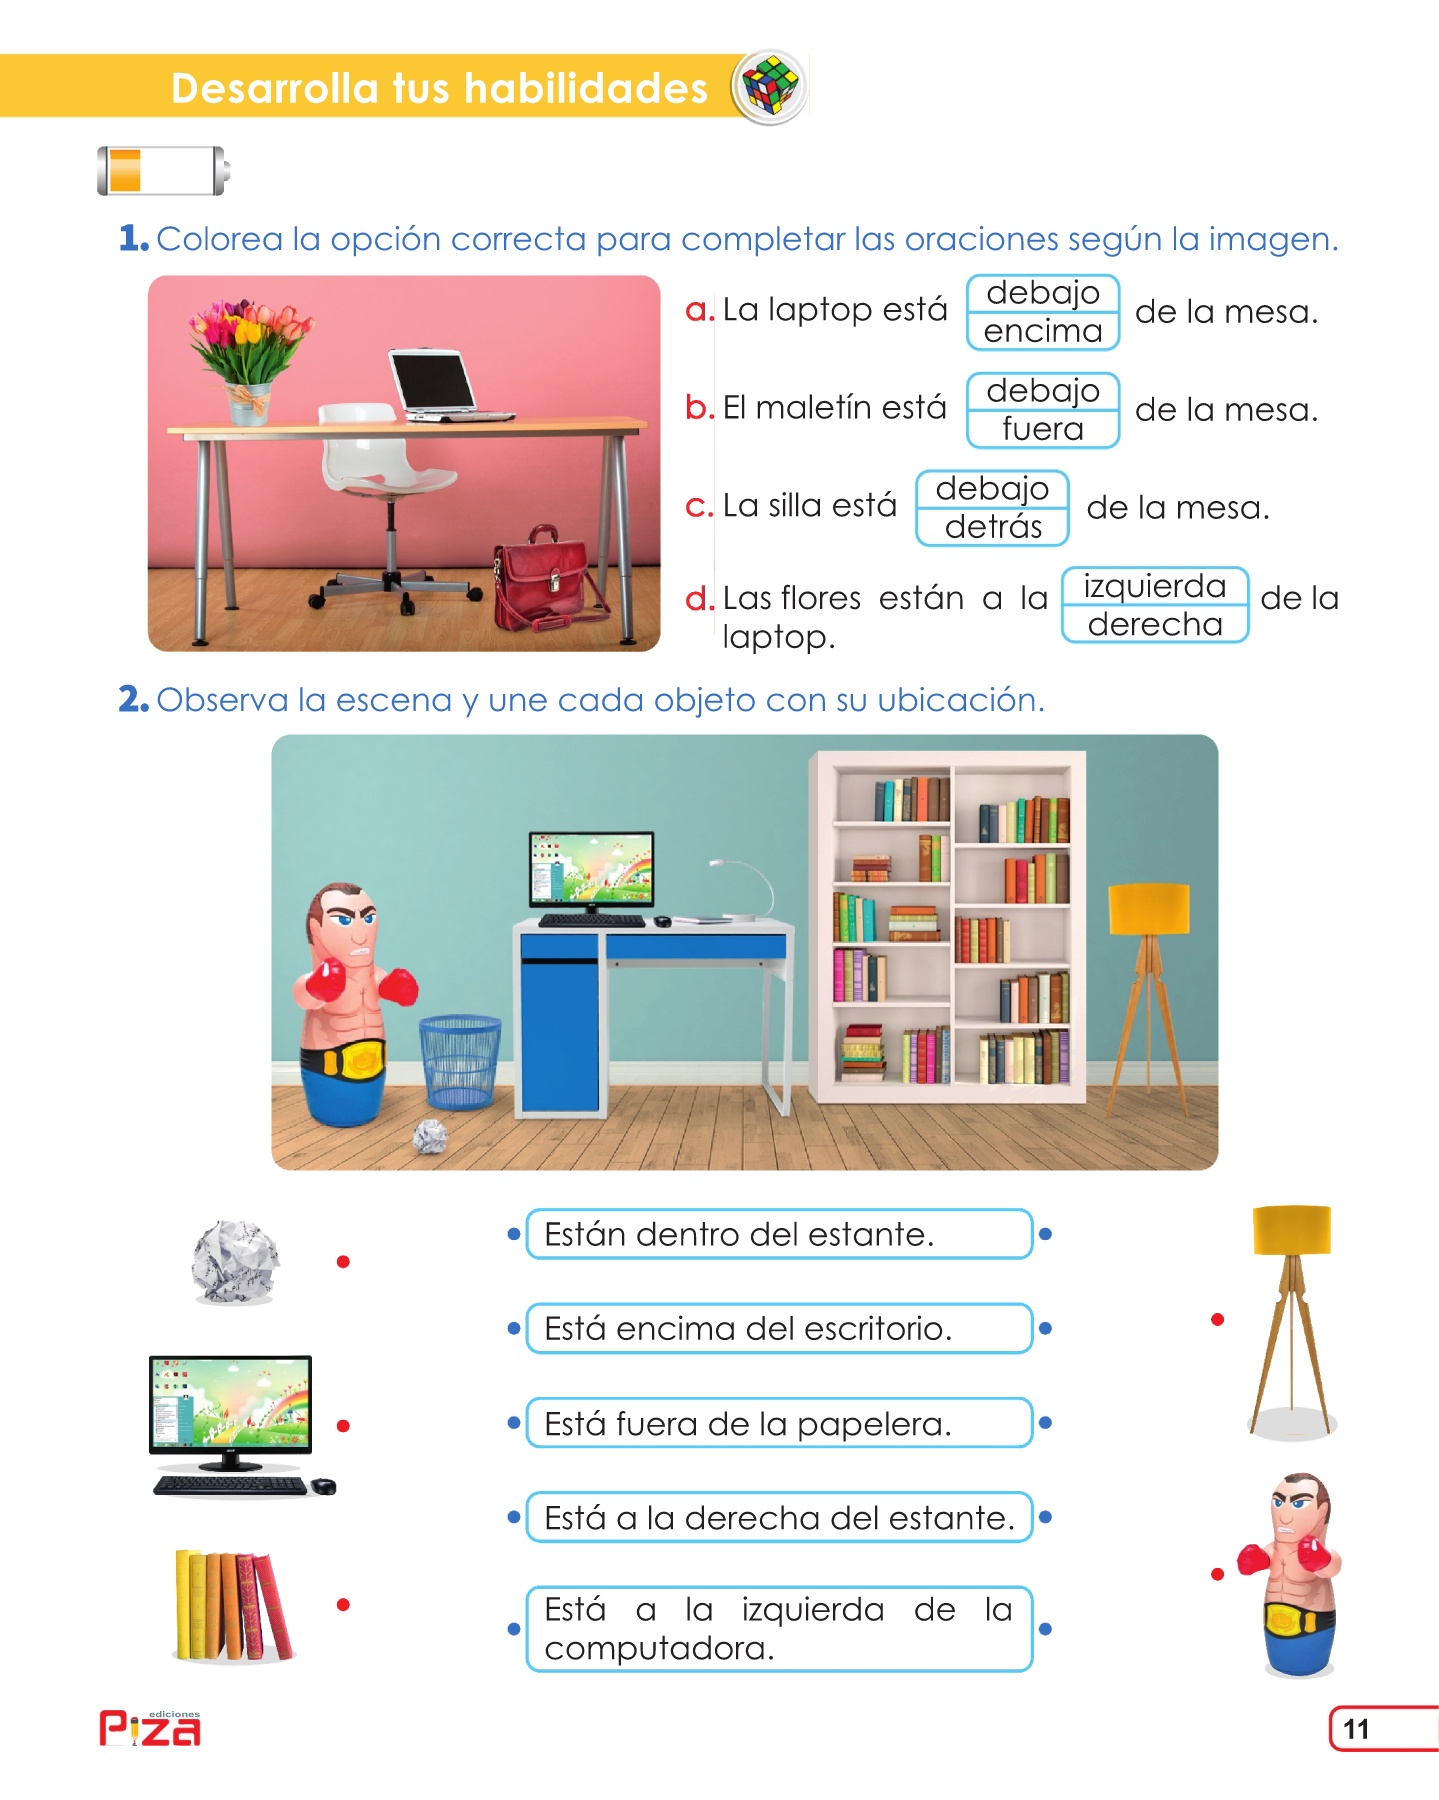 Desarrolla tus habilidades
1. Colorea la opción correcta para completar las oraciones según la imagen.
a. La laptop está debajo encima de la mesa.
b. El maletín está debajo fuera de la mesa.
c. La silla está debajo detrás de la mesa.
d. Las flores están a la izquierda derecha de la
laptop.
2. Observa la escena y une cada objeto con su ubicación.
Están dentro del estante.
Está encima del escritorio.
Está fuera de la papelera.
Está a la derecha del estante.
Está a la izquierda de la
computadora.
ediciones
Piza
11